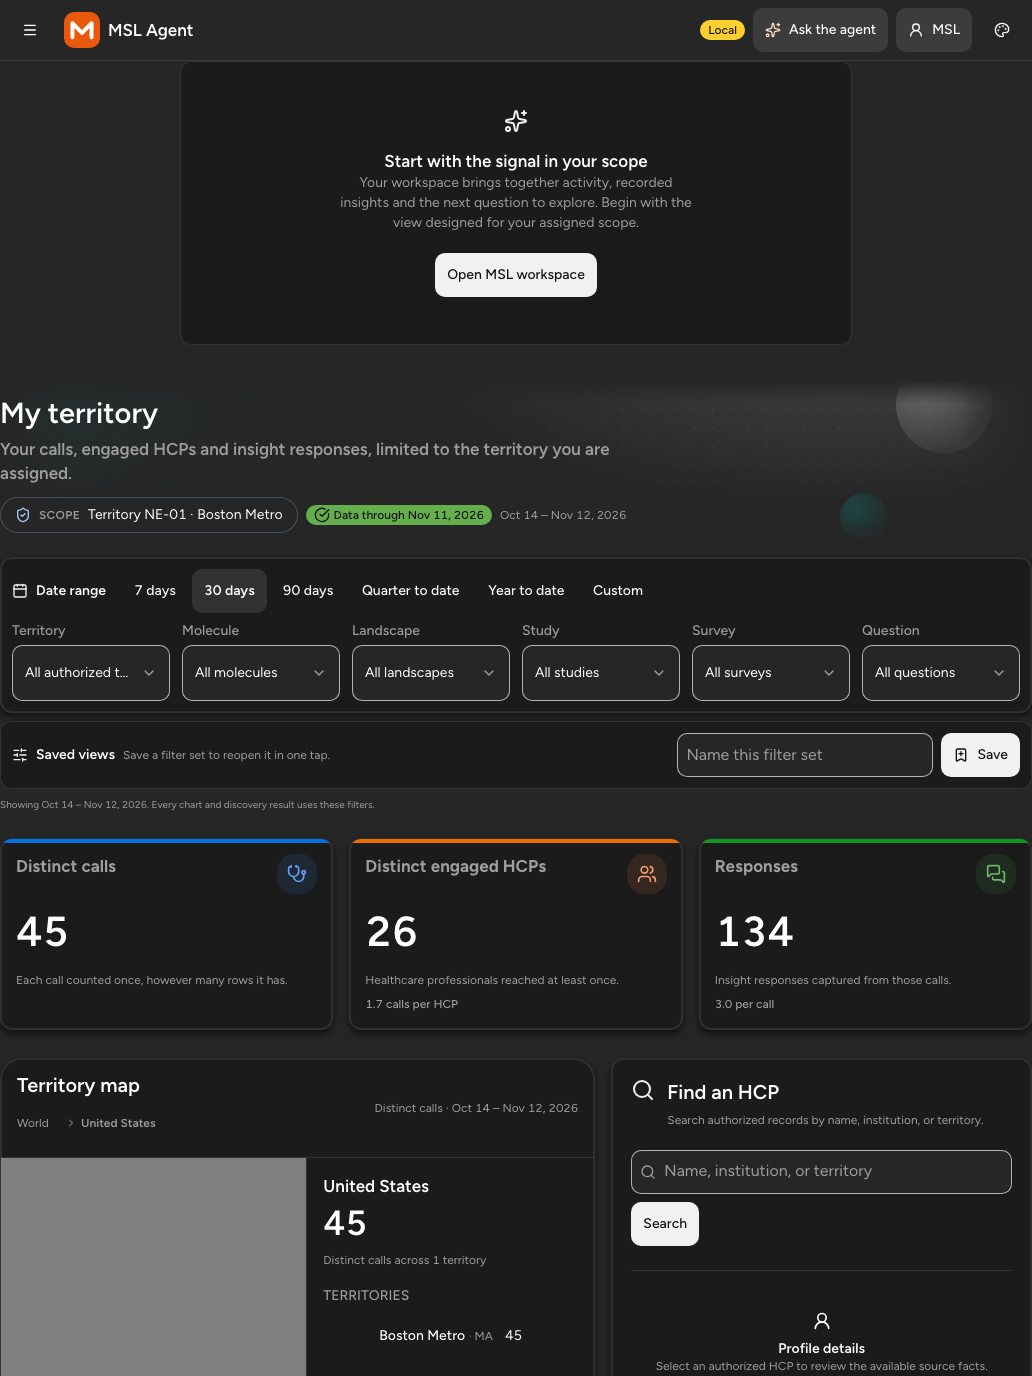 MSL Agent
Local
Ask the agent
MSL
Start with the signal in your scope
Your workspace brings together activity, recorded
insights and the next question to explore. Begin with the
view designed for your assigned scope.
Open MSL workspace
My territory
Your calls, engaged HCPs and insight responses, limited to the territory you are
assigned.
SCOPE Territory NE-01 · Boston Metro
Data through Nov 11, 2026
Oct 14 – Nov 12, 2026
Date range
7 days
30 days
90 days
Quarter to date
Year to date
Custom
Territory
Molecule
Landscape
Study
Survey
Question
All authorized t...
All molecules
All landscapes
All studies
All surveys
All questions
Saved views
Save a filter set to reopen it in one tap.
Name this filter set
Save
Showing Oct 14 – Nov 12, 2026. Every chart and discovery result uses these filters.
Distinct calls
45
Each call counted once, however many rows it has.
Distinct engaged HCPs
26
Healthcare professionals reached at least once.
1.7 calls per HCP
Responses
134
Insight responses captured from those calls.
3.0 per call
Territory map
World
United States
Distinct calls · Oct 14 – Nov 12, 2026
United States
45
Distinct calls across 1 territory
TERRITORIES
Boston Metro · MA 45
Find an HCP
Search authorized records by name, institution, or territory.
Name, institution, or territory
Search
Profile details
Select an authorized HCP to review the available source facts.